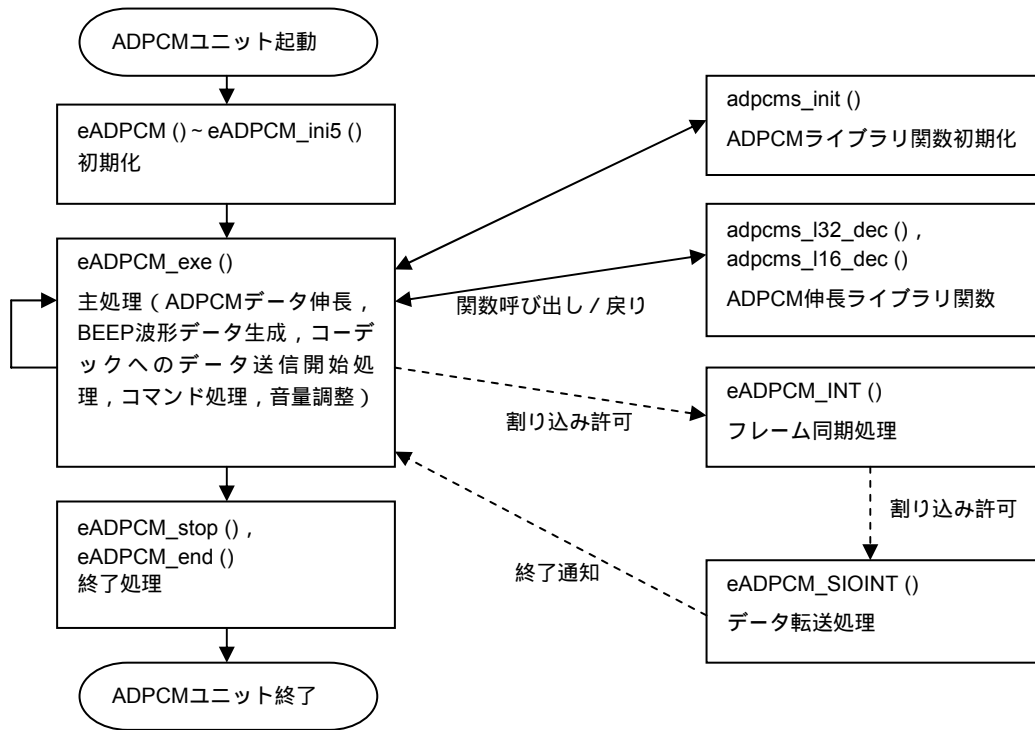 ADPCMユニット起動
eADPCM () ~ eADPCM_ini5 ()
初期化
eADPCM_exe ()
主処理（ADPCMデータ伸長，
BEEP波形データ生成，コーデ
ックへのデータ送信開始処
理，コマンド処理，音量調整）
eADPCM_stop () ,
eADPCM_end ()
終了処理
ADPCMユニット終了
adpcms_init ()
ADPCMライブラリ関数初期化
adpcms_l32_dec () ,
adpcms_l16_dec ()
ADPCM伸長ライブラリ関数
関数呼び出し / 戻り
割り込み許可
eADPCM_INT ()
フレーム同期処理
割り込み許可
終了通知
eADPCM_SIOINT ()
データ転送処理